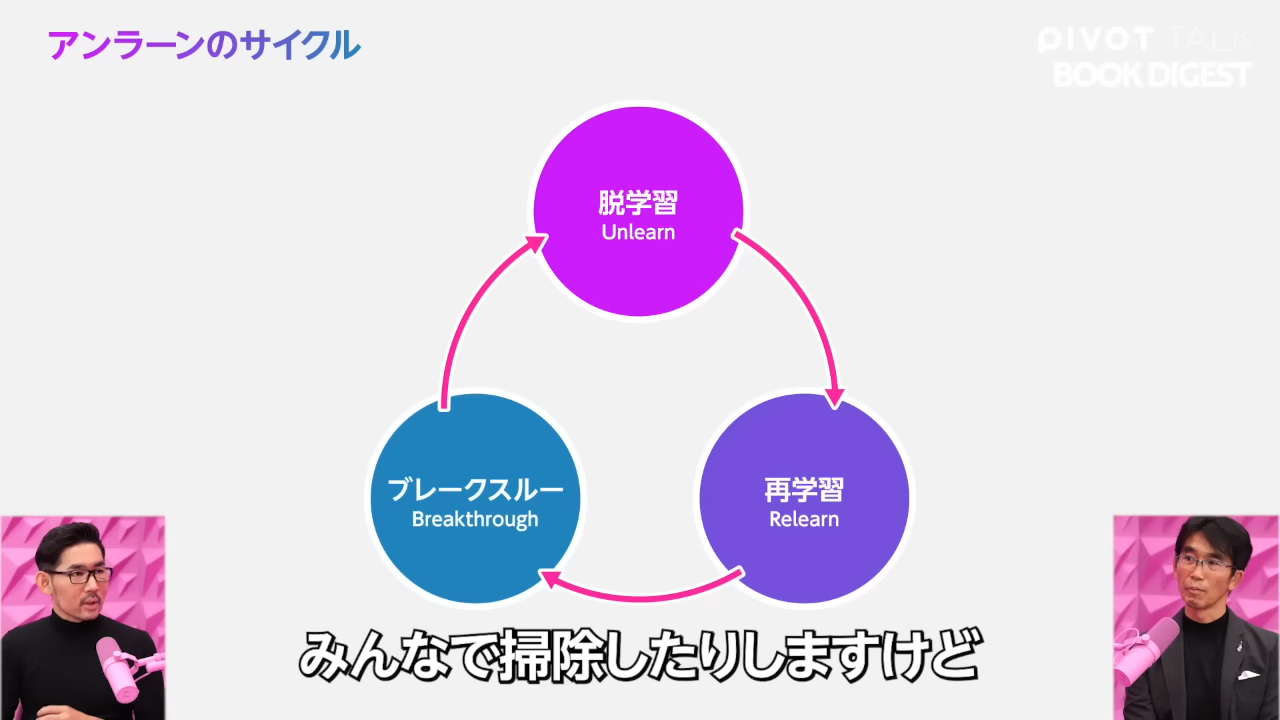 アンラーンのサイクル
PIVOT TALK
BOOK DIGEST
脱学習
Unlearn
ブレークスルー
Breakthrough
再学習
Relearn
みんなで掃除したりしますけど